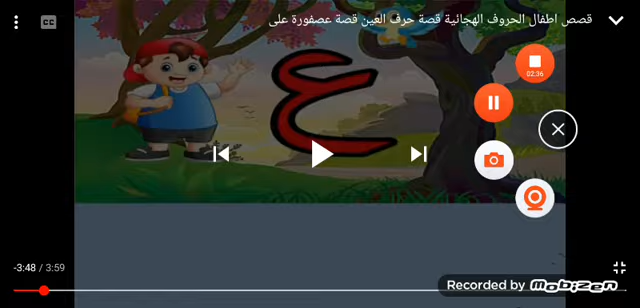 CC
قصص اطفال الحروف الهجائية قصة حرف العين قصة عصفورة على
02:36
ع
-3:48 / 3:59
Recorded by MOBIZEN